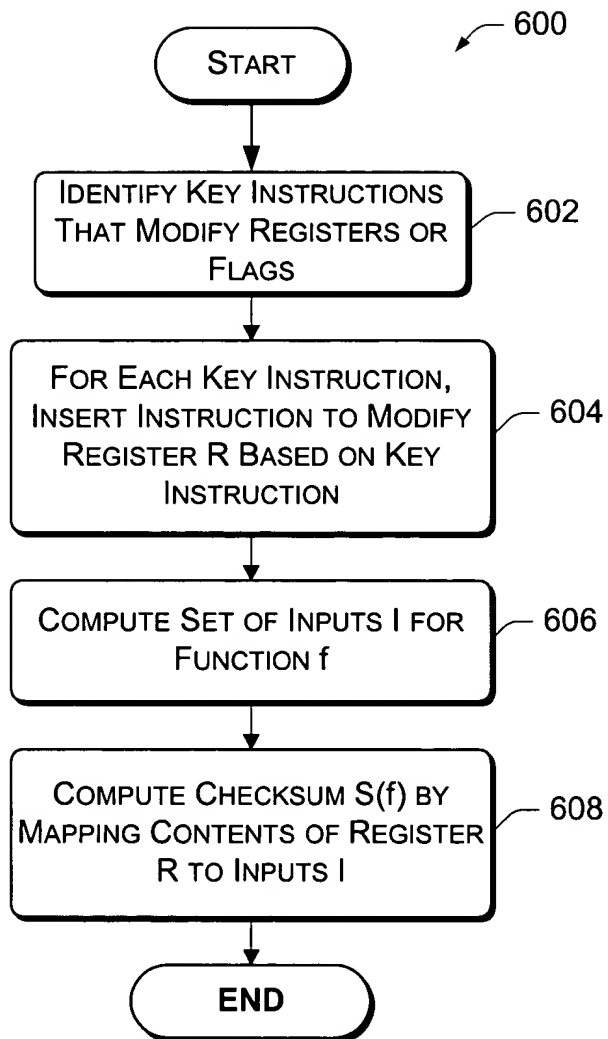 600
START
IDENTIFY KEY INSTRUCTIONS
THAT MODIFY REGISTERS OR
FLAGS
602
FOR EACH KEY INSTRUCTION,
INSERT INSTRUCTION TO MODIFY
REGISTER R BASED ON KEY
INSTRUCTION
604
COMPUTE SET OF INPUTS I FOR
FUNCTION f
606
COMPUTE CHECKSUM S(f) BY
MAPPING CONTENTS OF REGISTER
R TO INPUTS I
608
END